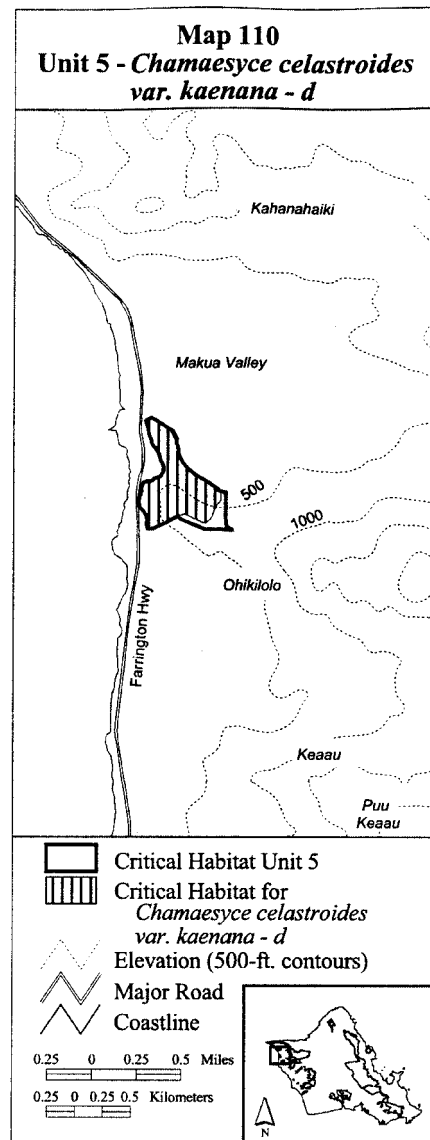 Map 110
Unit 5 - Chamaesyce celastroides
var. kaenana - d
Kahanahaiki
Makua Valley
500
1000
Ohikilolo
Farrington Hwy
Keaau
Puu
Keaau
Critical Habitat Unit 5
Critical Habitat for
Chamaesyce celastroides
var. kaenana - d
Elevation (500-ft. contours)
Major Road
Coastline
0.25 0 0.25 0.5 Miles
0.25 0 0.25 0.5 Kilometers
N